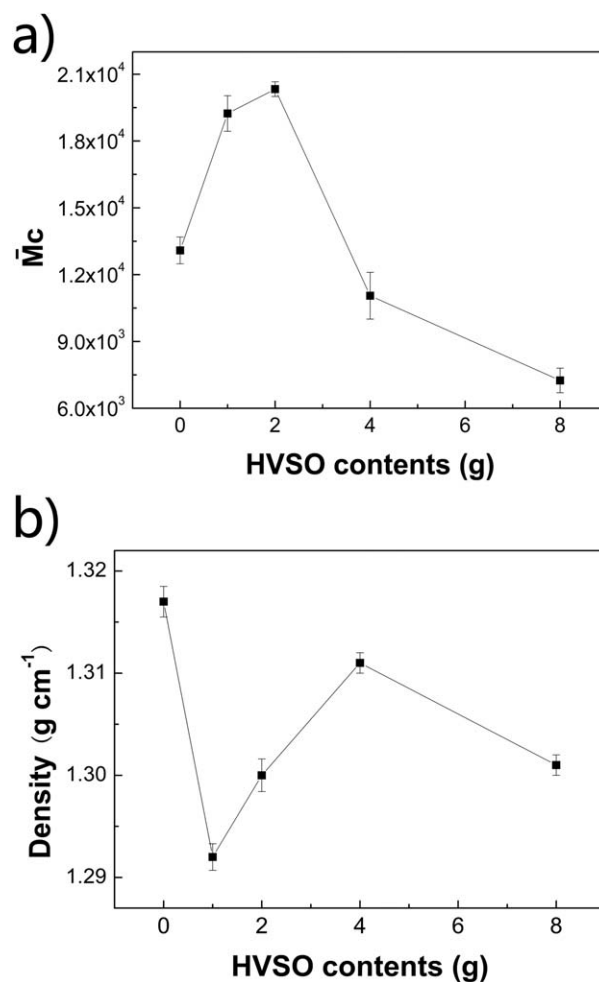 a)
2.1x10⁴
1.8x10⁴
1.5x10⁴
1.2x10⁴
9.0x10³
6.0x10³
M̄c
0 2 4 6 8
HVSO contents (g)
b)
1.32
1.31
1.30
1.29
Density (g cm⁻¹)
0 2 4 6 8
HVSO contents (g)